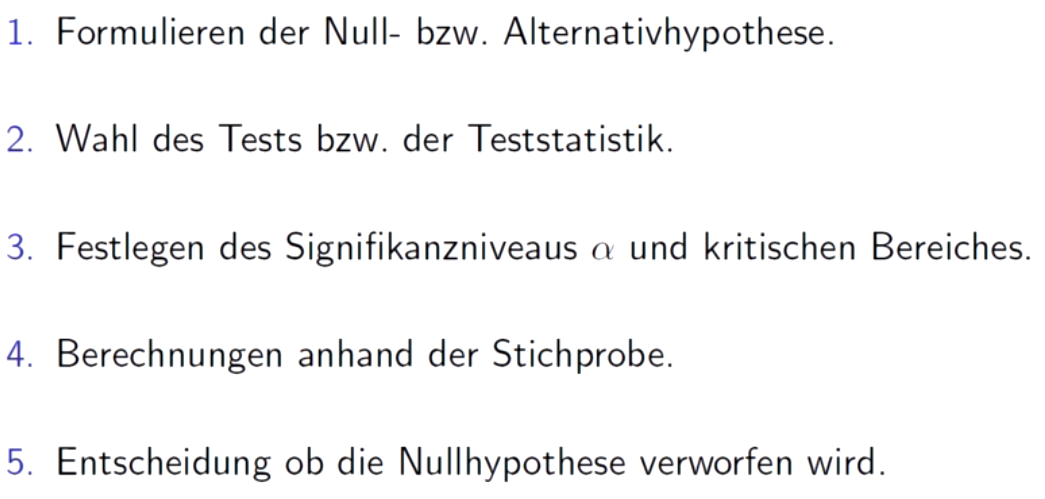 1. Formulieren der Null- bzw. Alternativhypothese.
2. Wahl des Tests bzw. der Teststatistik.
3. Festlegen des Signifikanzniveaus α und kritischen Bereiches.
4. Berechnungen anhand der Stichprobe.
5. Entscheidung ob die Nullhypothese verworfen wird.